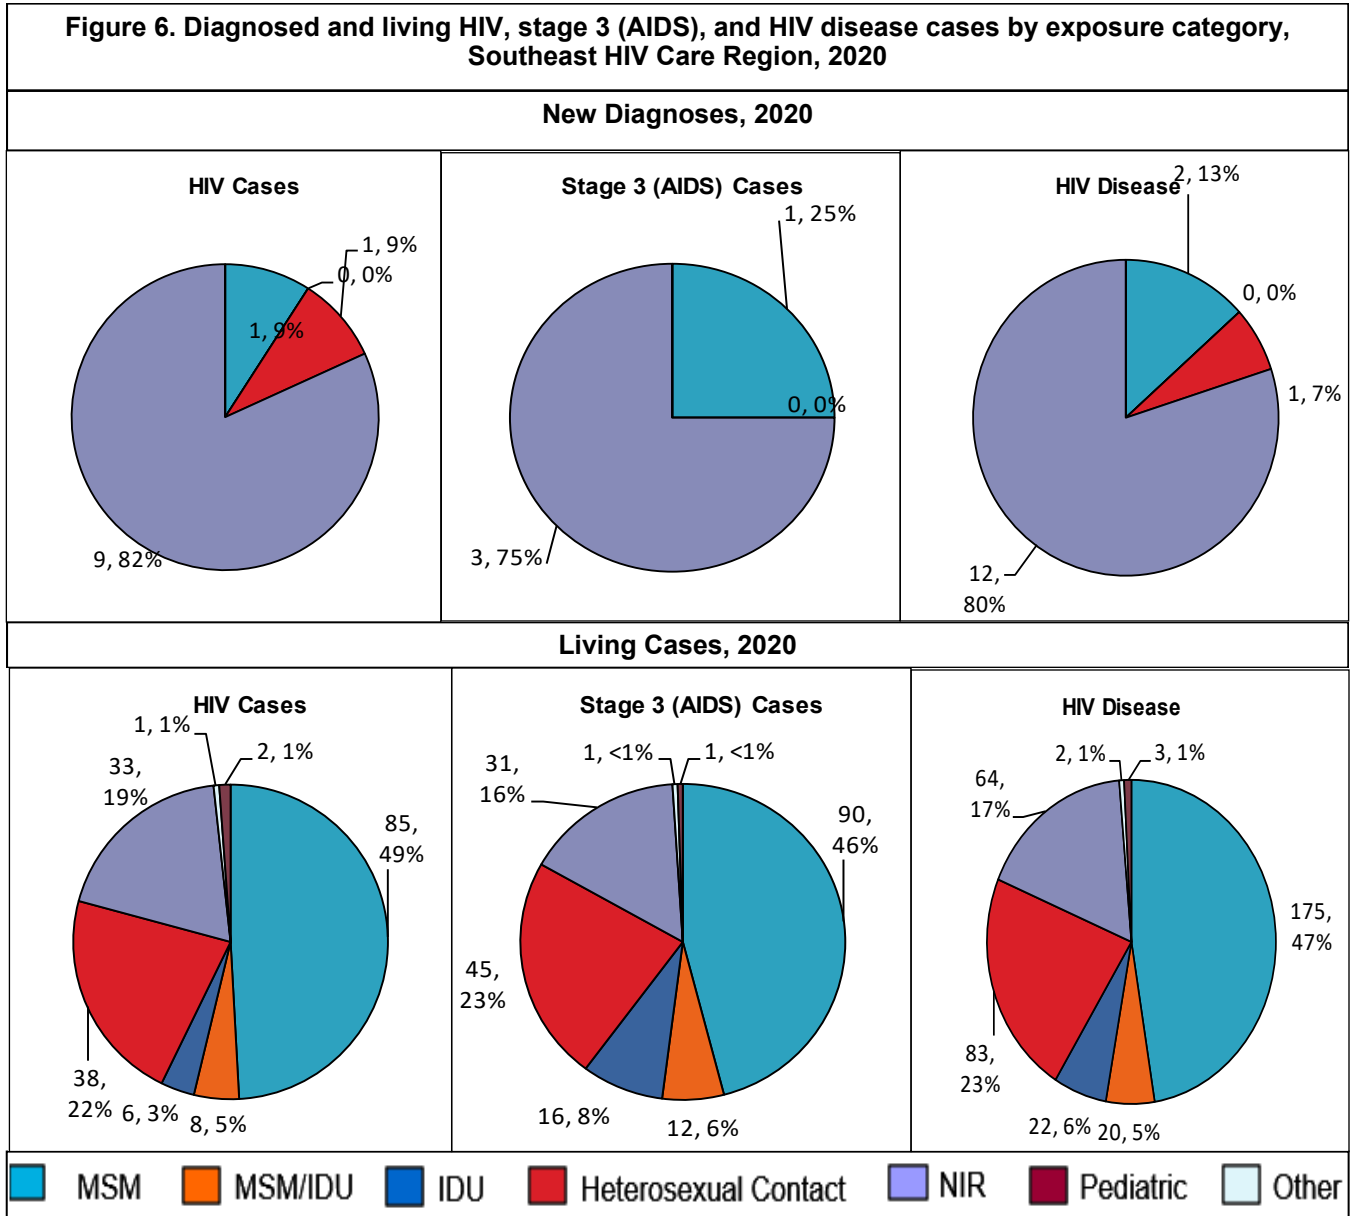 Figure 6. Diagnosed and living HIV, stage 3 (AIDS), and HIV disease cases by exposure category,
Southeast HIV Care Region, 2020
New Diagnoses, 2020
HIV Cases
1, 9%
0, 0%
1, 9%
9, 82%
Stage 3 (AIDS) Cases
1, 25%
0, 0%
3, 75%
HIV Disease
2, 13%
0, 0%
1, 7%
12,
80%
Living Cases, 2020
HIV Cases
1, 1%
2, 1%
33,
19%
85,
49%
38,
22%
6, 3%
8, 5%
Stage 3 (AIDS) Cases
1, <1%
1, <1%
31,
16%
90,
46%
45,
23%
16, 8%
12, 6%
HIV Disease
2, 1%
3, 1%
64,
17%
175,
47%
83,
23%
22, 6%
20, 5%
MSM
MSM/IDU
IDU
Heterosexual Contact
NIR
Pediatric
Other